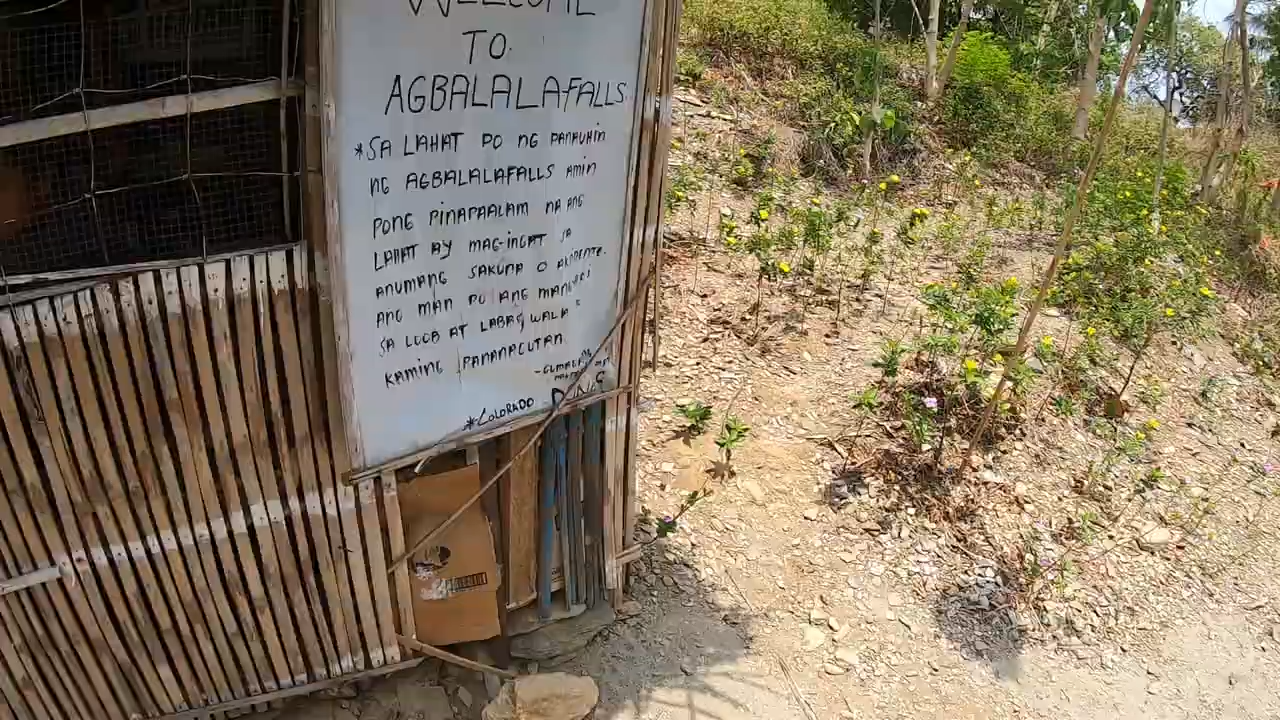 WELCOME
TO
AGBALALAFALLS
*SA LAHAT PO NG PANAUHIN
NG AGBALALAFALLS AMIN
PONG PINAPAALAM NA ANG
LAHAT AY MAG-INGAT SA
ANUMANG SAKUNA O AKSIDENTE.
ANO MAN PO ANG MANGYARI
SA LOOB AT LABAS, WALA
KAMING PANANAGUTAN.
*COLORADO